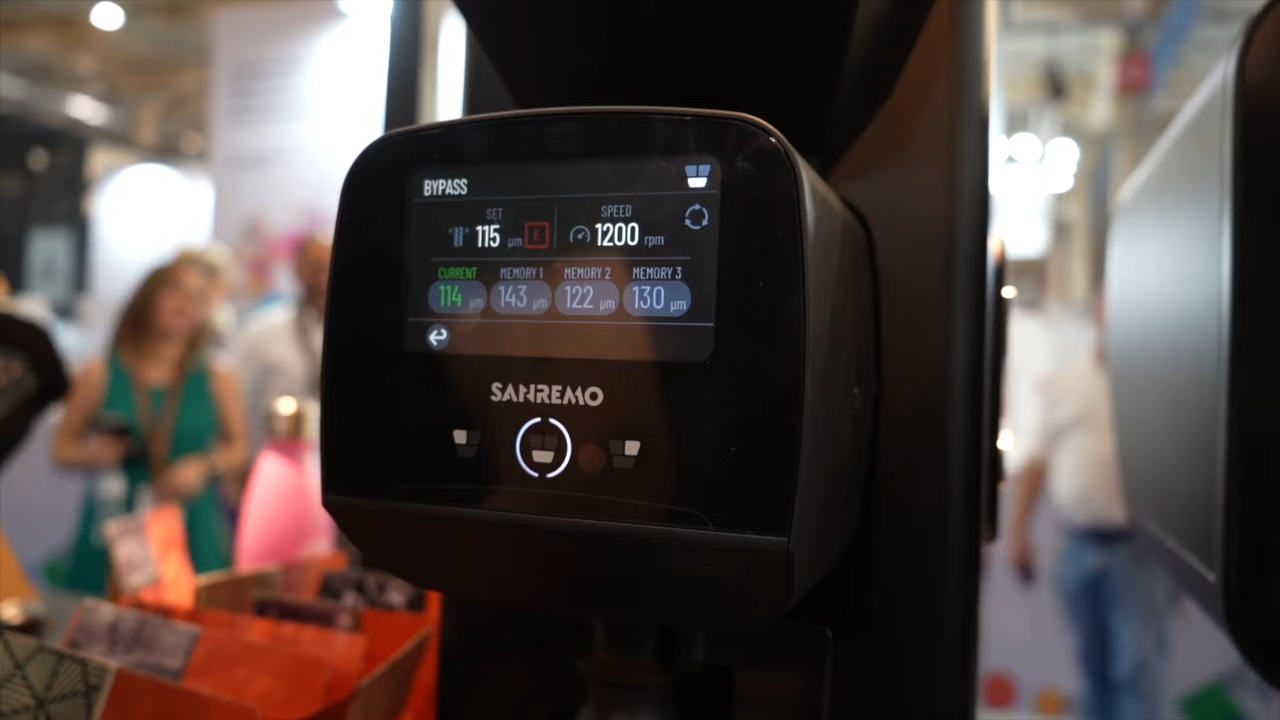 BYPASS
SET SPEED
115 µm E 1200 rpm
CURRENT MEMORY 1 MEMORY 2 MEMORY 3
114 µm 143 µm 122 µm 130 µm
SANREMO